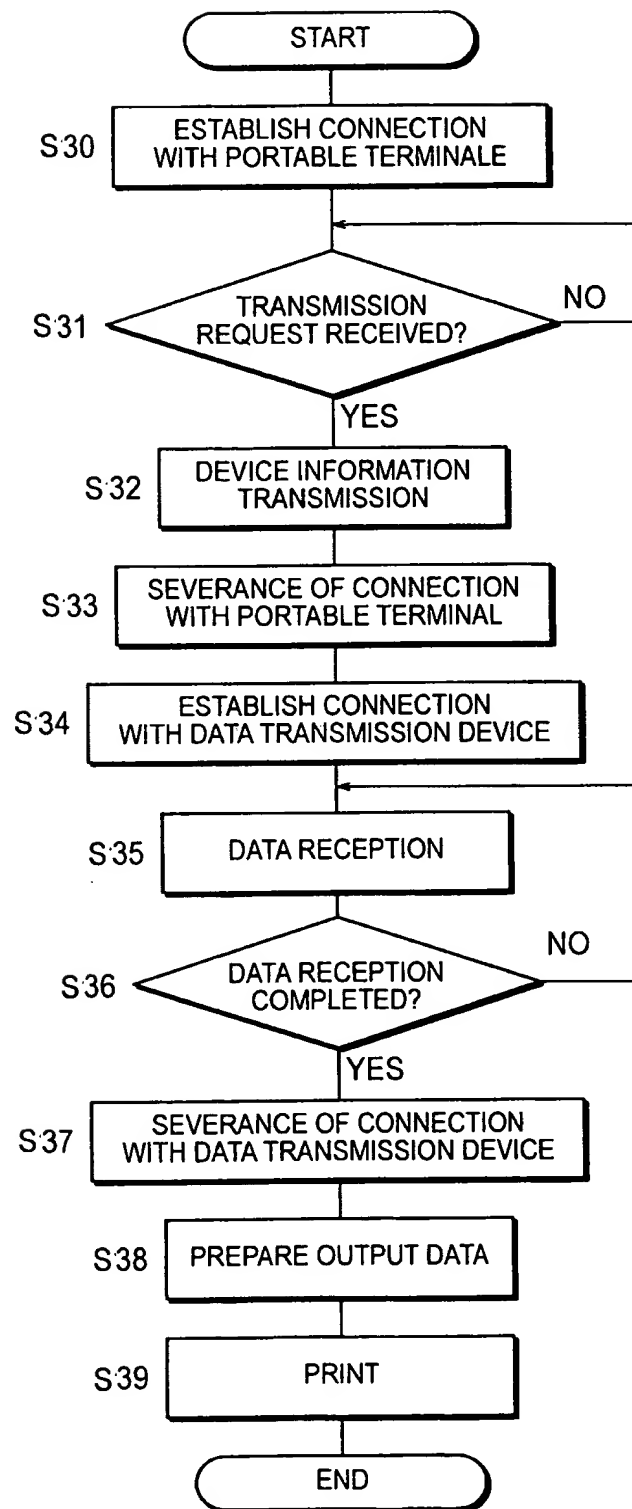 START
S30
ESTABLISH CONNECTION
WITH PORTABLE TERMINALE
S31
TRANSMISSION
REQUEST RECEIVED?
NO
YES
S32
DEVICE INFORMATION
TRANSMISSION
S33
SEVERANCE OF CONNECTION
WITH PORTABLE TERMINAL
S34
ESTABLISH CONNECTION
WITH DATA TRANSMISSION DEVICE
S35
DATA RECEPTION
S36
DATA RECEPTION
COMPLETED?
NO
YES
S37
SEVERANCE OF CONNECTION
WITH DATA TRANSMISSION DEVICE
S38
PREPARE OUTPUT DATA
S39
PRINT
END